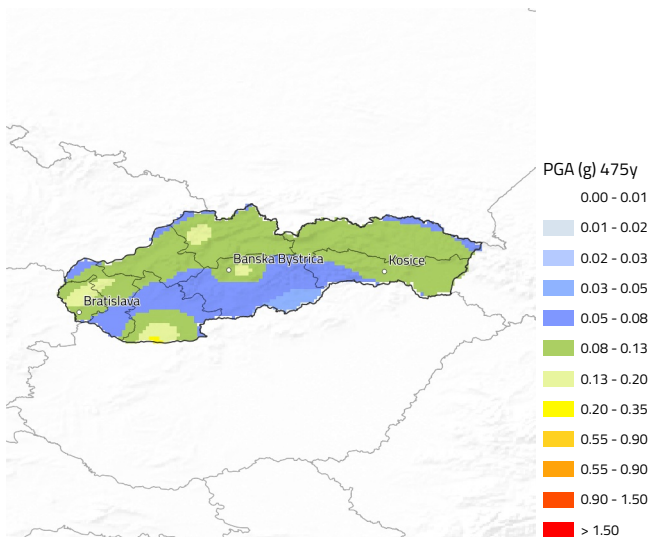 PGA (g) 475y
0.00 - 0.01
0.01 - 0.02
0.02 - 0.03
0.03 - 0.05
0.05 - 0.08
0.08 - 0.13
0.13 - 0.20
0.20 - 0.35
0.55 - 0.90
0.55 - 0.90
0.90 - 1.50
> 1.50
Banska Bystrica
Kosice
Bratislava